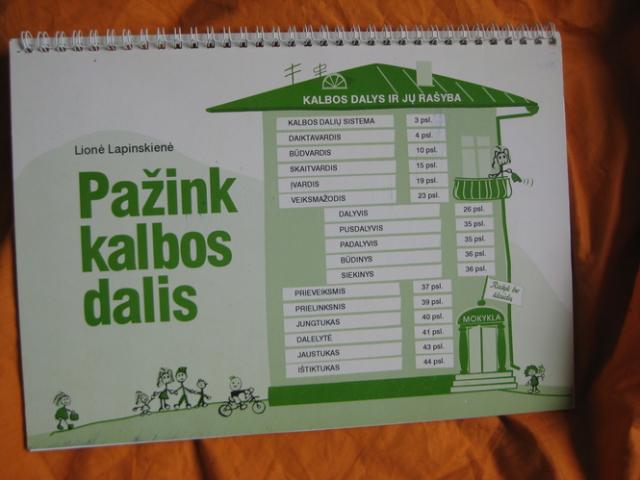 KALBOS DALYS IR JŲ RAŠYBA
KALBOS DALIŲ SISTEMA 3 psl.
DAIKTAVARDIS 4 psl.
BŪDVARDIS 10 psl.
SKAITVARDIS 15 psl.
ĮVARDIS 19 psl.
VEIKSMAŽODIS 23 psl.
DALYVIS 26 psl.
PUSDALYVIS 35 psl.
PADALYVIS 35 psl.
BŪDINYS 36 psl.
SIEKINYS 36 psl.
PRIEVEIKSMIS 37 psl.
PRIELINKSNIS 39 psl.
JUNGTUKAS 40 psl.
DALELYTĖ 41 psl.
JAUSTUKAS 43 psl.
IŠTIKTUKAS 44 psl.
Lionė Lapinskienė
Pažink
kalbos
dalis
Rašyk be
klaidų
MOKYKLA